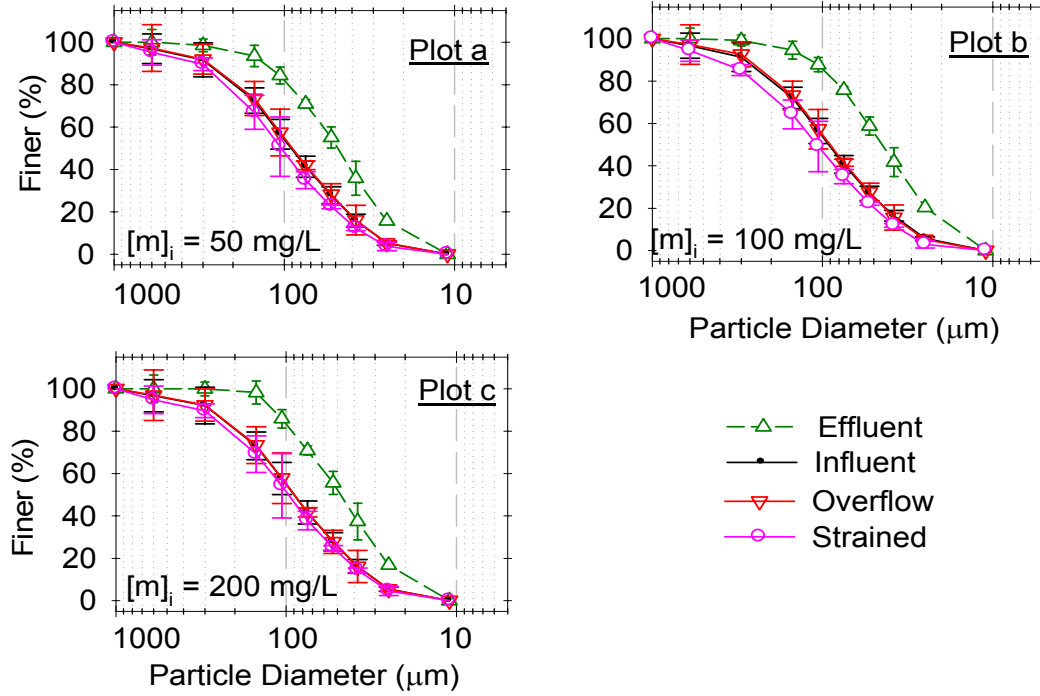 Plot a
Finer (%)
100
80
60
40
20
0
[m]i = 50 mg/L
1000
100
10
Plot b
100
80
60
40
20
0
[m]i = 100 mg/L
1000
100
10
Particle Diameter (μm)
Plot c
Finer (%)
100
80
60
40
20
0
[m]i = 200 mg/L
1000
100
10
Particle Diameter (μm)
Effluent
Influent
Overflow
Strained